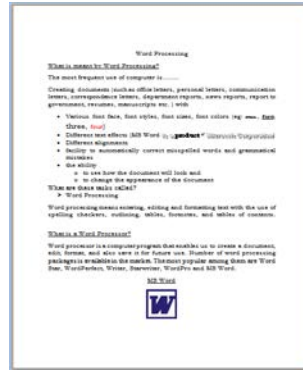 Word Processing
What is meant by Word Processing?
The most frequent use of computer is.........
Creating documents (such as office letters, personal letters, communication
letters, correspondence letters, department reports, news reports, report to
government, resumes, manuscripts etc.) with
• Various font face, font styles, font sizes, font colors (eg: font
three, four)
• Different text effects (MS Word is a product of Microsoft Corporation)
• Different alignments
• facility to automatically correct misspelled words and grammatical
mistakes
• the ability
o to see how the document will look and
o to change the appearance of the document
What are these tasks called?
➢ Word Processing
Word processing means entering, editing and formatting text with the use of
spelling checkers, outlining, tables, footnotes, and tables of contents.
What is a Word Processor?
Word processor is a computer program that enables us to create a document,
edit, format, and also save it for future use. Number of word processing
packages is available in the market. The most popular among them are Word
Star, WordPerfect, Writer, Starwriter, WordPro and MS Word.
MS Word
W